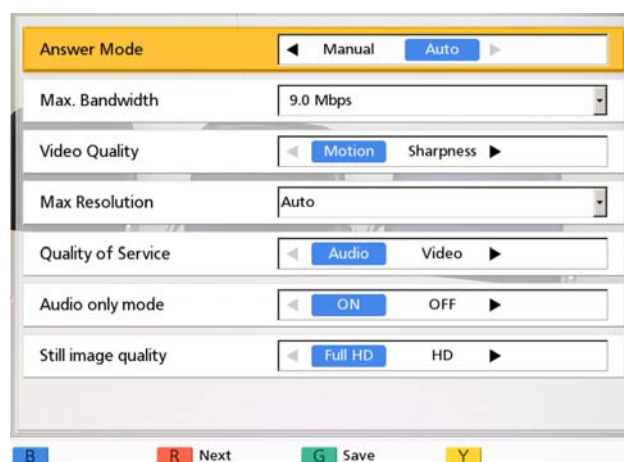 Answer Mode Manual Auto
Max. Bandwidth 9.0 Mbps
Video Quality Motion Sharpness
Max Resolution Auto
Quality of Service Audio Video
Audio only mode ON OFF
Still image quality Full HD HD
B R Next G Save Y